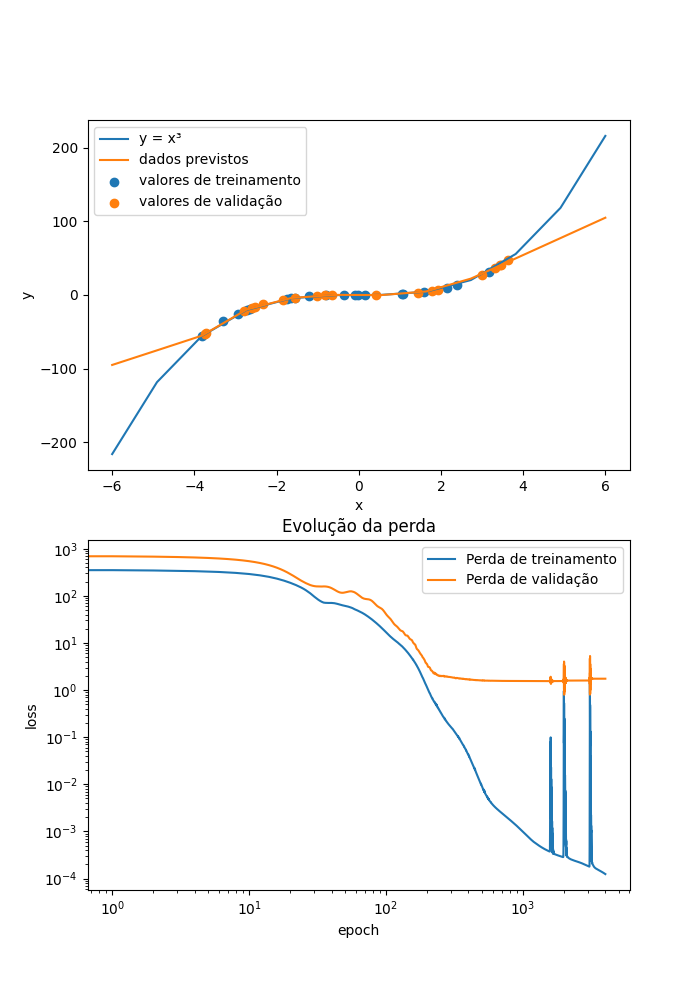 y = x³
dados previstos
valores de treinamento
valores de validação
200
100
0
−100
−200
y
−6 −4 −2 0 2 4 6
x
Evolução da perda
Perda de treinamento
Perda de validação
10³
10²
10¹
10⁰
10⁻¹
10⁻²
10⁻³
10⁻⁴
loss
10⁰ 10¹ 10² 10³
epoch